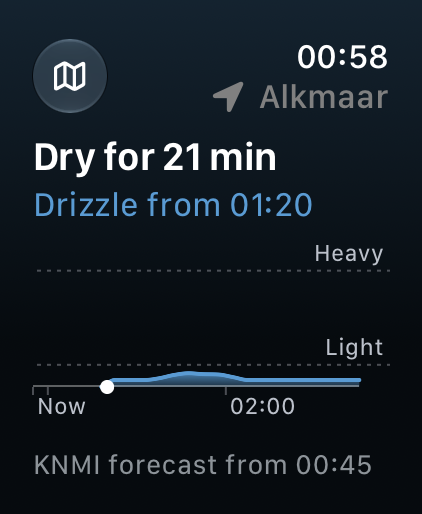 00:58
Alkmaar
Dry for 21 min
Drizzle from 01:20
Heavy
Light
Now 02:00
KNMI forecast from 00:45